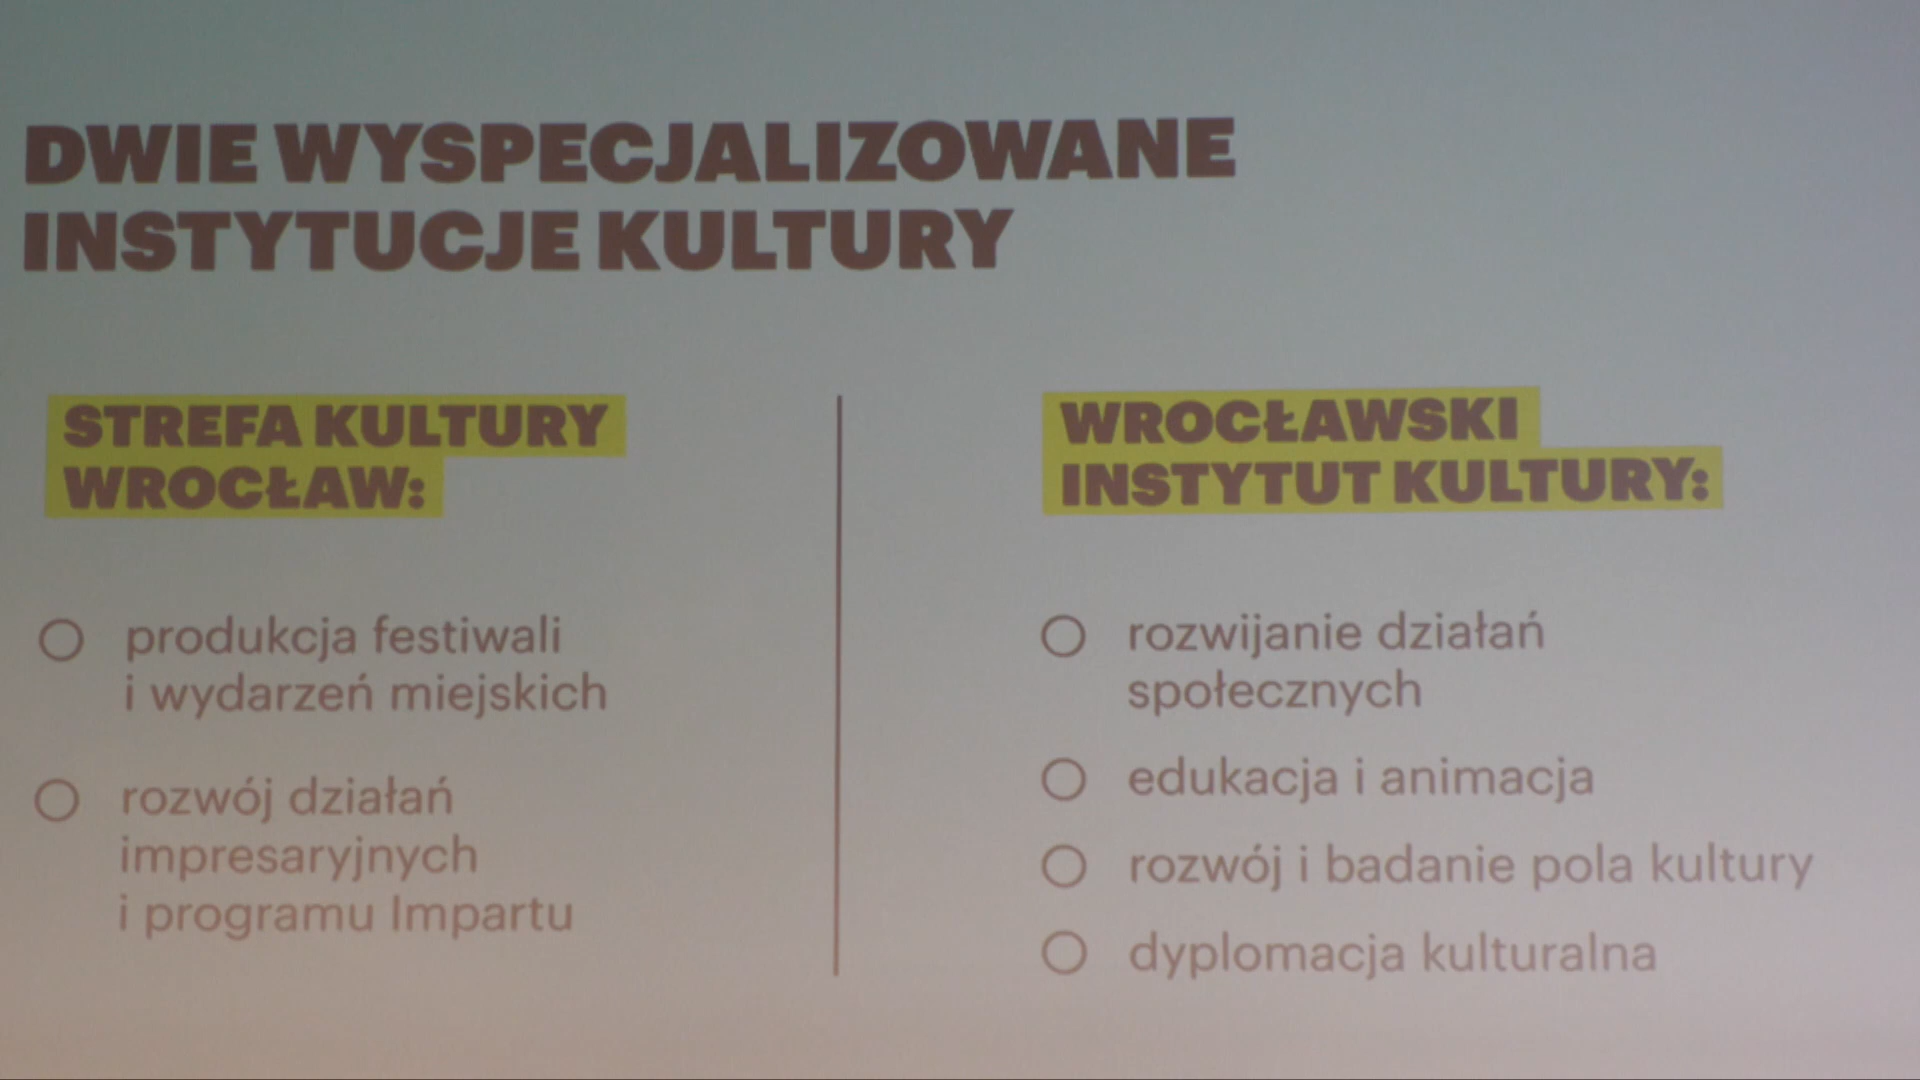 DWIE WYSPECJALIZOWANE
INSTYTUCJE KULTURY
STREFA KULTURY
WROCŁAW:
produkcja festiwali
i wydarzeń miejskich
rozwój działań
impresaryjnych
i programu Impartu
WROCŁAWSKI
INSTYTUT KULTURY:
rozwijanie działań
społecznych
edukacja i animacja
rozwój i badanie pola kultury
dyplomacja kulturalna